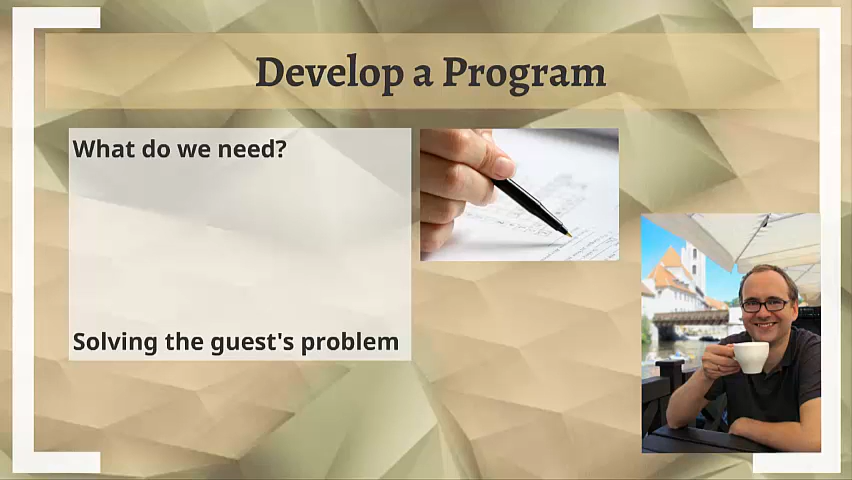 Develop a Program
What do we need?
Solving the guest's problem